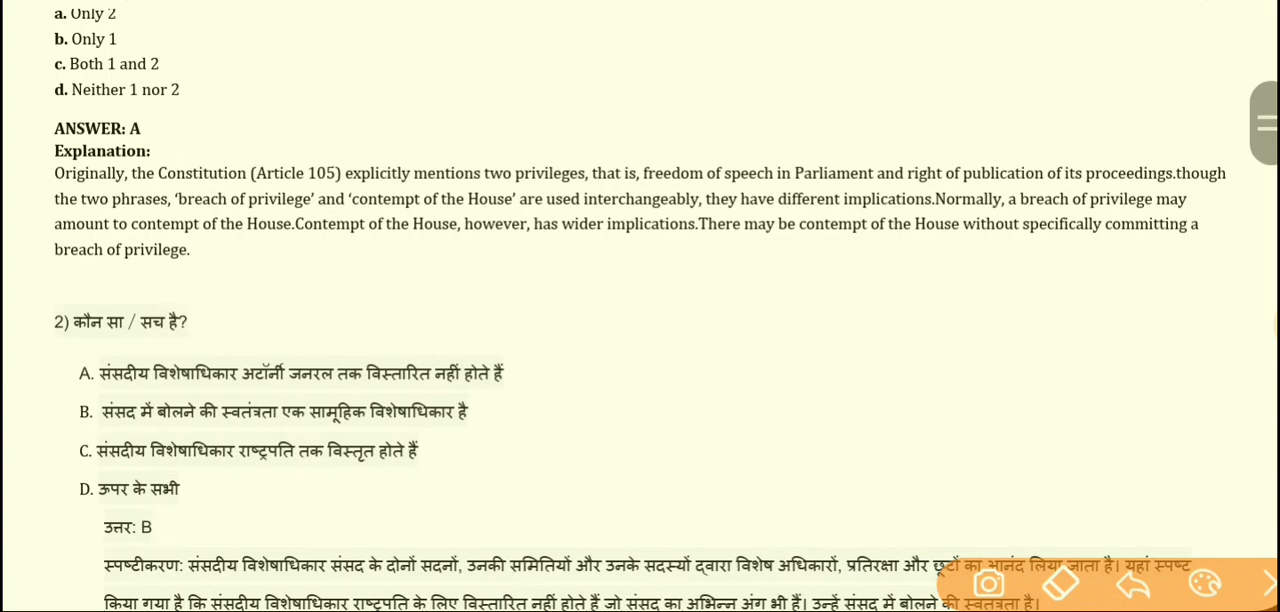 a. Only 2
b. Only 1
c. Both 1 and 2
d. Neither 1 nor 2
ANSWER: A
Explanation:
Originally, the Constitution (Article 105) explicitly mentions two privileges, that is, freedom of speech in Parliament and right of publication of its proceedings.though
the two phrases, ‘breach of privilege’ and ‘contempt of the House’ are used interchangeably, they have different implications.Normally, a breach of privilege may
amount to contempt of the House.Contempt of the House, however, has wider implications.There may be contempt of the House without specifically committing a
breach of privilege.
2) कौन सा / सच है?
A. संसदीय विशेषाधिकार अटॉर्नी जनरल तक विस्तारित नहीं होते हैं
B. संसद में बोलने की स्वतंत्रता एक सामूहिक विशेषाधिकार है
C. संसदीय विशेषाधिकार राष्ट्रपति तक विस्तृत होते हैं
D. ऊपर के सभी
उत्तर: B
स्पष्टीकरण: संसदीय विशेषाधिकार संसद के दोनों सदनों, उनकी समितियों और उनके सदस्यों द्वारा विशेष अधिकारों, प्रतिरक्षा और छूटों का आनंद लिया जाता है। यहां स्पष्ट
किया गया है कि संसदीय विशेषाधिकार राष्ट्रपति के लिए विस्तारित नहीं होते हैं जो संसद का अभिन्न अंग भी हैं। उन्हें संसद में बोलने की स्वतंत्रता है।